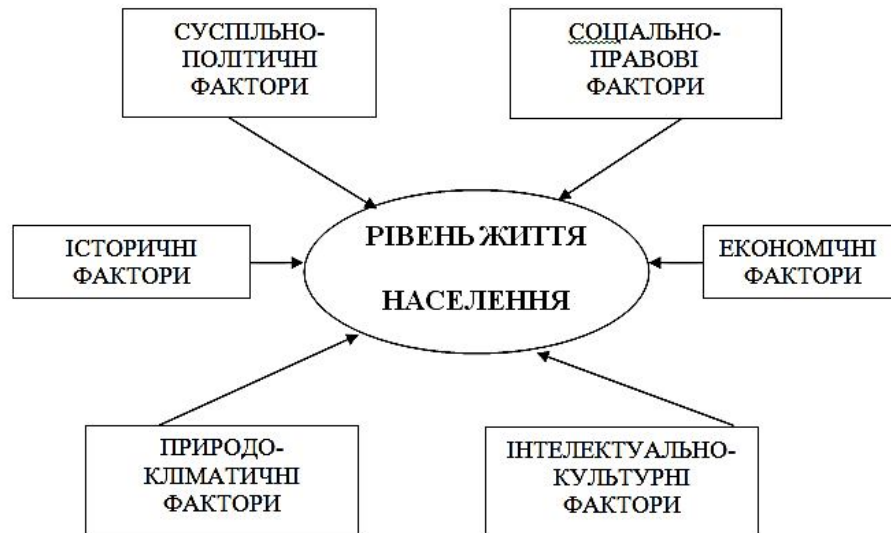 СУСПІЛЬНО-
ПОЛІТИЧНІ
ФАКТОРИ
СОЦІАЛЬНО-
ПРАВОВІ
ФАКТОРИ
РІВЕНЬ ЖИТТЯ
НАСЕЛЕННЯ
ІСТОРИЧНІ
ФАКТОРИ
ЕКОНОМІЧНІ
ФАКТОРИ
ПРИРОДО-
КЛІМАТИЧНІ
ФАКТОРИ
ІНТЕЛЕКТУАЛЬНО-
КУЛЬТУРНІ
ФАКТОРИ